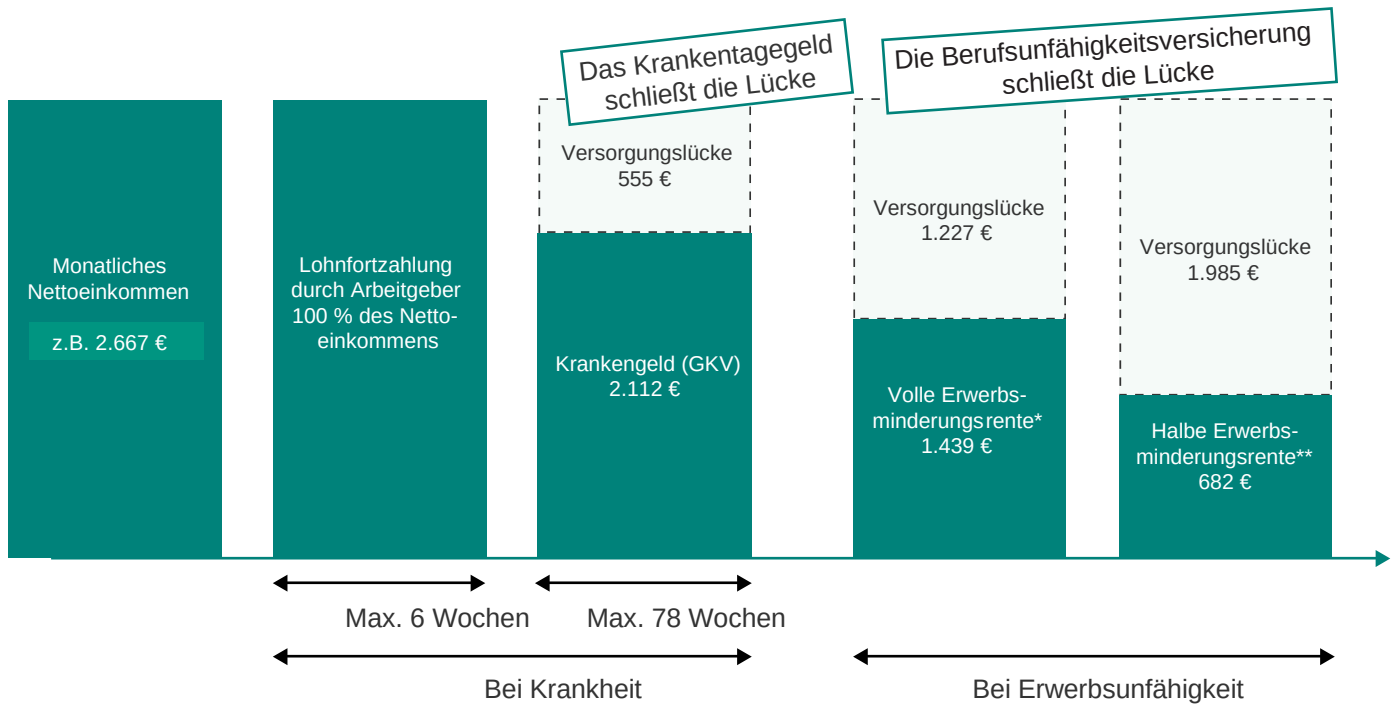 Das Krankentagegeld
schließt die Lücke
Die Berufsunfähigkeitsversicherung
schließt die Lücke
Monatliches
Nettoeinkommen
z.B. 2.667 €
Lohnfortzahlung
durch Arbeitgeber
100 % des Netto-
einkommens
Versorgungslücke
555 €
Krankengeld (GKV)
2.112 €
Versorgungslücke
1.227 €
Volle Erwerbs-
minderungsrente*
1.439 €
Versorgungslücke
1.985 €
Halbe Erwerbs-
minderungsrente**
682 €
Max. 6 Wochen
Max. 78 Wochen
Bei Krankheit
Bei Erwerbsunfähigkeit